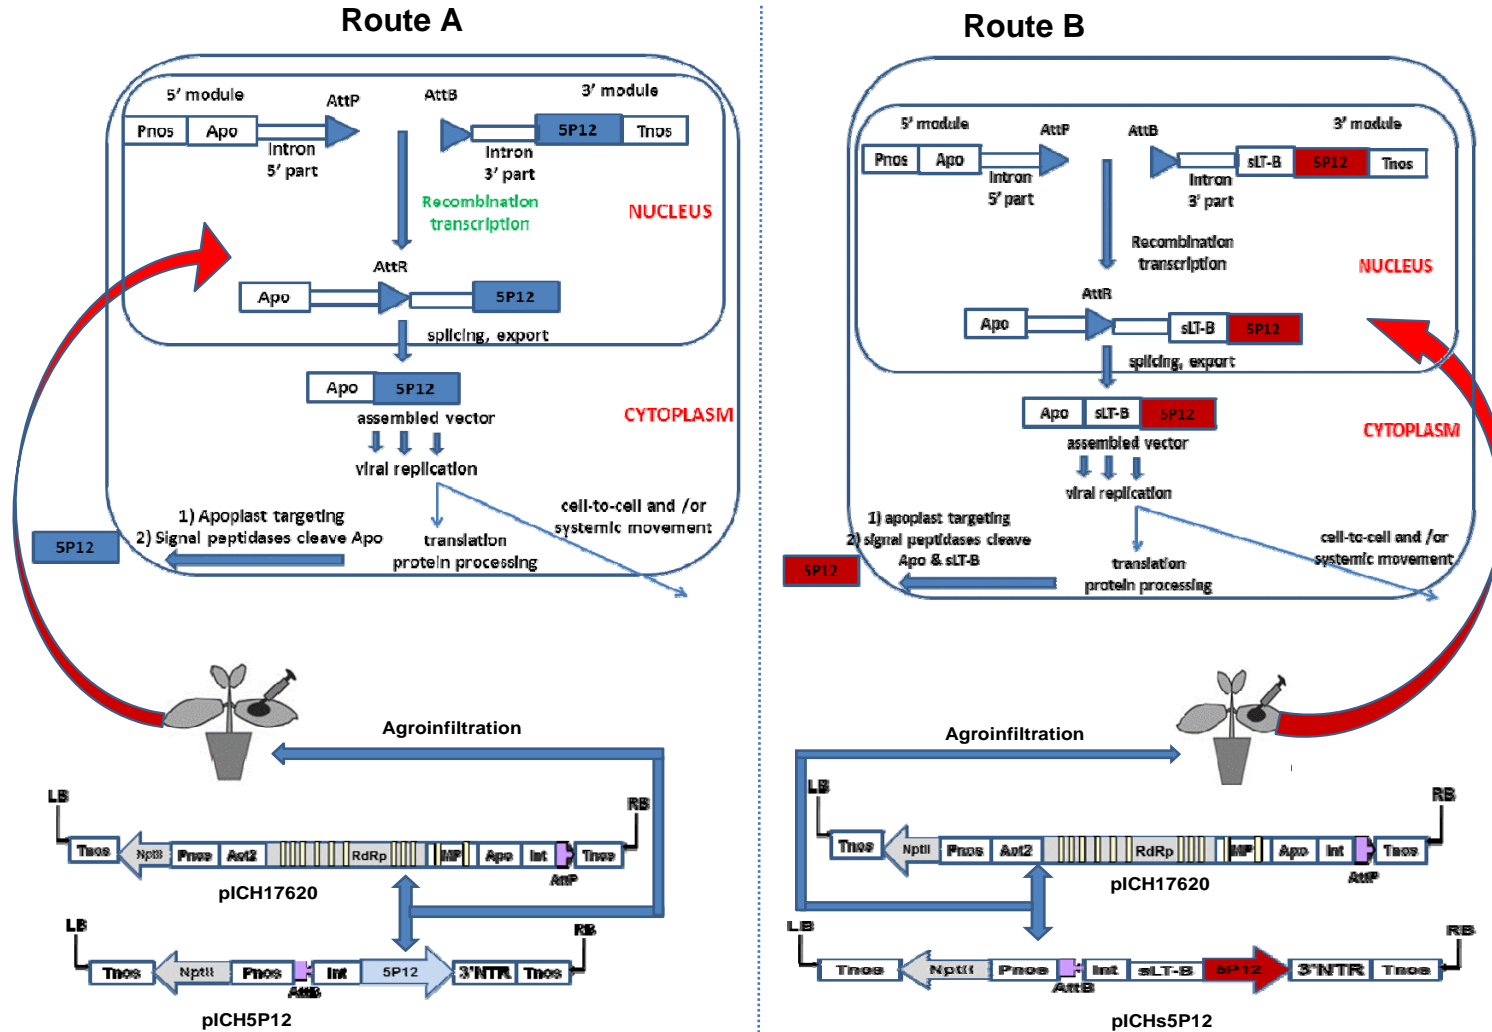 Route A
5' module
AttP
AttB
3' module
Pnos
Apo
5P12
Tnos
Intron
5' part
Intron
3' part
Recombination
transcription
NUCLEUS
AttR
Apo
5P12
splicing, export
Apo
5P12
assembled vector
CYTOPLASM
viral replication
cell-to-cell and /or
systemic movement
1) Apoplast targeting
2) Signal peptidases cleave Apo
5P12
translation
protein processing
Agroinfiltration
LB
RB
Tnos
NptII
Pnos
Act2
RdRp
MP
Apo
Int
Tnos
AttP
pICH17620
LB
RB
Tnos
NptII
Pnos
Int
5P12
3'NTR
Tnos
AttB
pICH5P12
Route B
5' module
AttP
AttB
3' module
Pnos
Apo
sLT-B
5P12
Tnos
Intron
5' part
Intron
3' part
Recombination
transcription
NUCLEUS
AttR
Apo
sLT-B
5P12
splicing, export
Apo
sLT-B
5P12
assembled vector
CYTOPLASM
viral replication
cell-to-cell and /or
systemic movement
1) apoplast targeting
2) signal peptidases cleave
Apo & sLT-B
5P12
translation
protein processing
Agroinfiltration
LB
RB
Tnos
NptII
Pnos
Act2
RdRp
MP
Apo
Int
Tnos
AttP
pICH17620
LB
RB
Tnos
NptII
Pnos
Int
sLT-B
5P12
3'NTR
Tnos
AttB
pICHs5P12